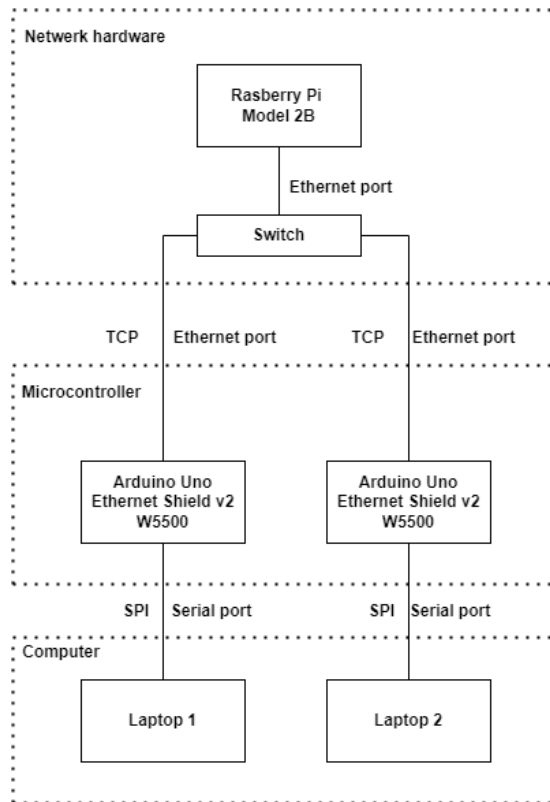 Netwerk hardware
Rasberry Pi
Model 2B
Ethernet port
Switch
TCP Ethernet port TCP Ethernet port
Microcontroller
Arduino Uno
Ethernet Shield v2
W5500
Arduino Uno
Ethernet Shield v2
W5500
SPI Serial port SPI Serial port
Computer
Laptop 1
Laptop 2